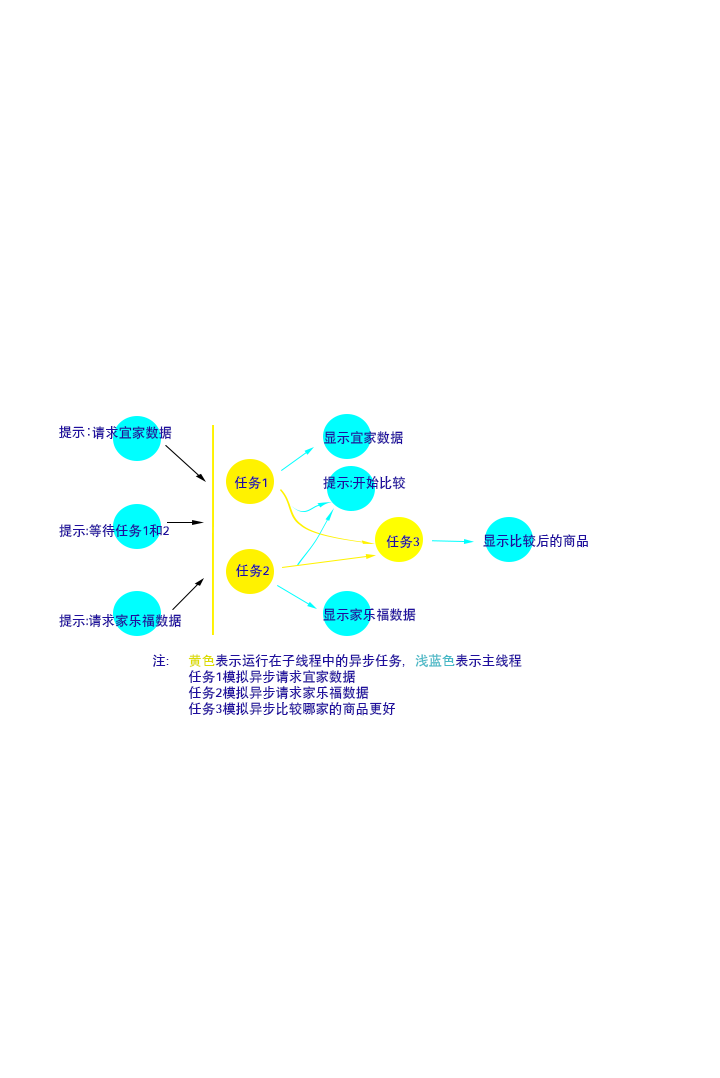 提示:请求宜家数据
显示宜家数据
任务1
提示:开始比较
提示:等待任务1和2
任务3
显示比较后的商品
任务2
提示:请求家乐福数据
显示家乐福数据
注: 黄色表示运行在子线程中的异步任务, 浅蓝色表示主线程
任务1模拟异步请求宜家数据
任务2模拟异步请求家乐福数据
任务3模拟异步比较哪家的商品更好